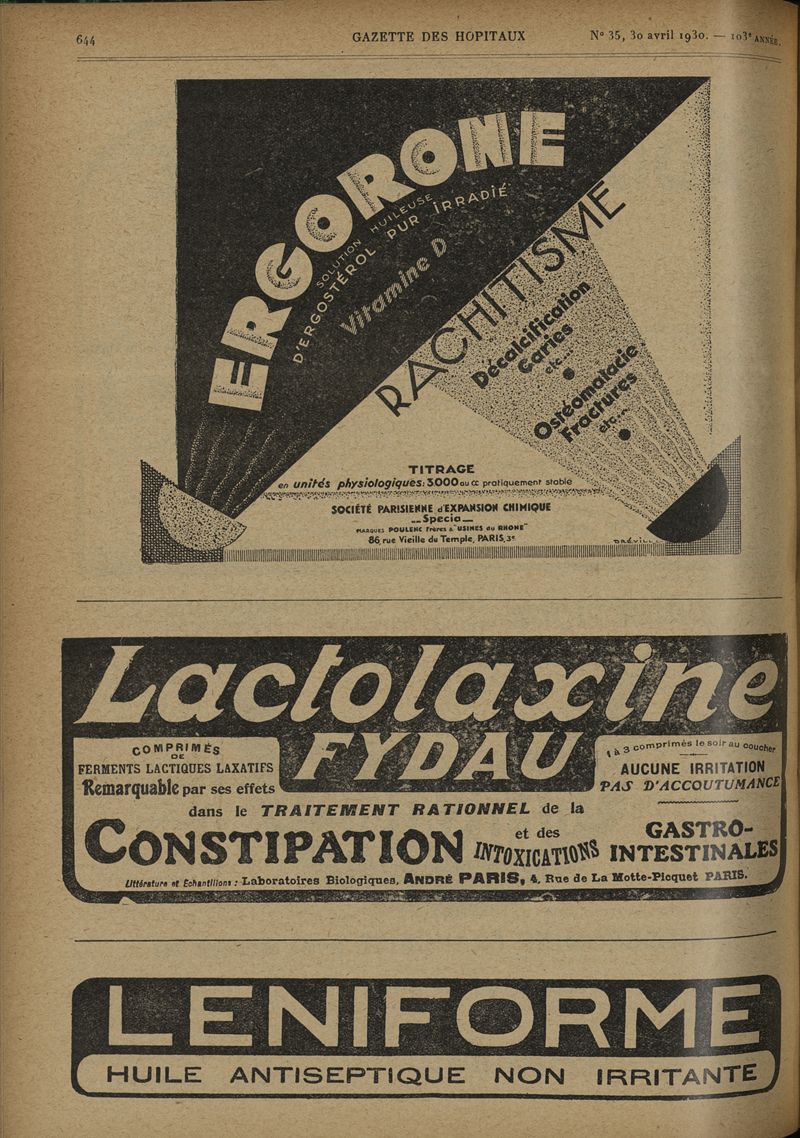 644
GAZETTE DES HOPITAUX
N° 35, 30 avril 1930. — 103e ANNÉE.
ERGORONE
SOLUTION HUILEUSE
D'ERGOSTÉROL PUR IRRADIÉ
Vitamine D
RACHITISME
Décalcification
Caries
etc...
Ostéomalacie
Fractures
etc...
TITRAGE
en unités physiologiques: 3.000 au cc pratiquement stable
SOCIÉTÉ PARISIENNE d'EXPANSION CHIMIQUE
__Specia__
MARQUES POULENC Frères & "USINES du RHONE"
86, rue Vieille du Temple, PARIS, 3e
Lactolaxine
FYDAU
COMPRIMÉS
DE
FERMENTS LACTIQUES LAXATIFS
Remarquable par ses effets
1 à 3 comprimés le soir au coucher
AUCUNE IRRITATION
PAS D'ACCOUTUMANCE
dans le TRAITEMENT RATIONNEL de la
CONSTIPATION et des INTOXICATIONS GASTRO-
INTESTINALES
Littérature et Echantillons : Laboratoires Biologiques, ANDRÉ PARIS, 4, Rue de La Motte-Picquet PARIS.
LENIFORME
HUILE ANTISEPTIQUE NON IRRITANTE